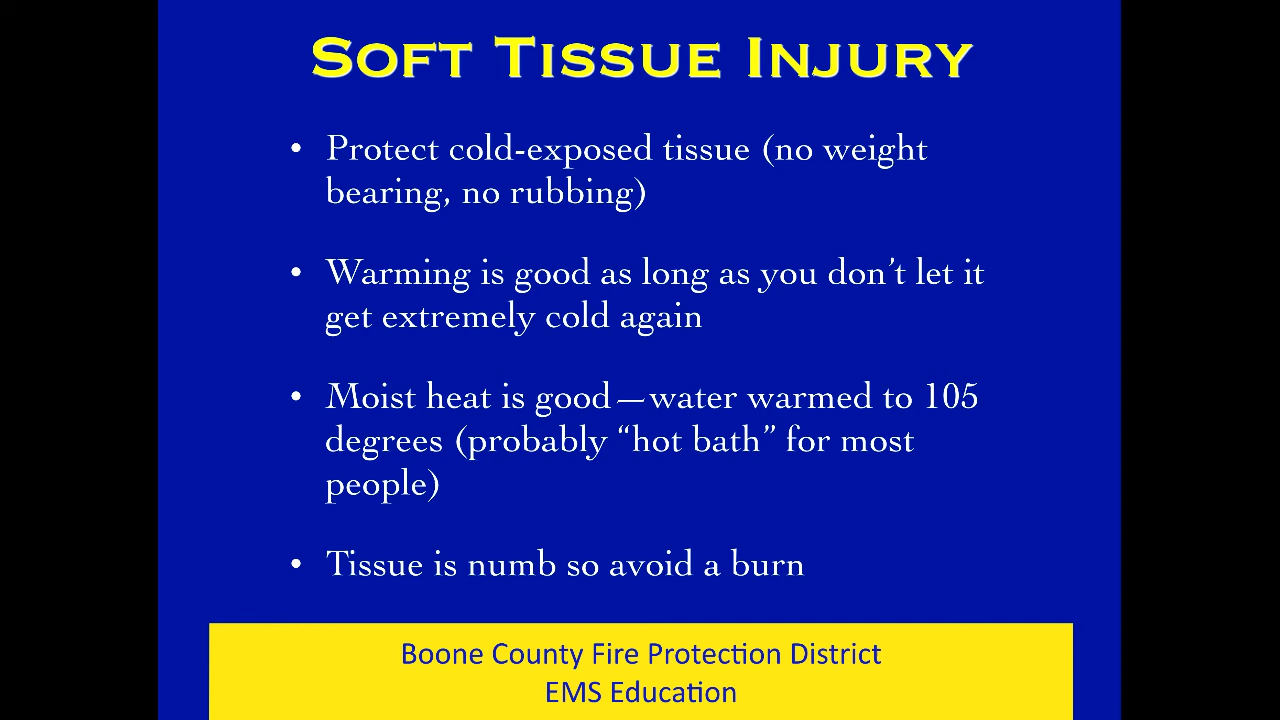 SOFT TISSUE INJURY
• Protect cold-exposed tissue (no weight
bearing, no rubbing)
• Warming is good as long as you don’t let it
get extremely cold again
• Moist heat is good—water warmed to 105
degrees (probably “hot bath” for most
people)
• Tissue is numb so avoid a burn
Boone County Fire Protection District
EMS Education